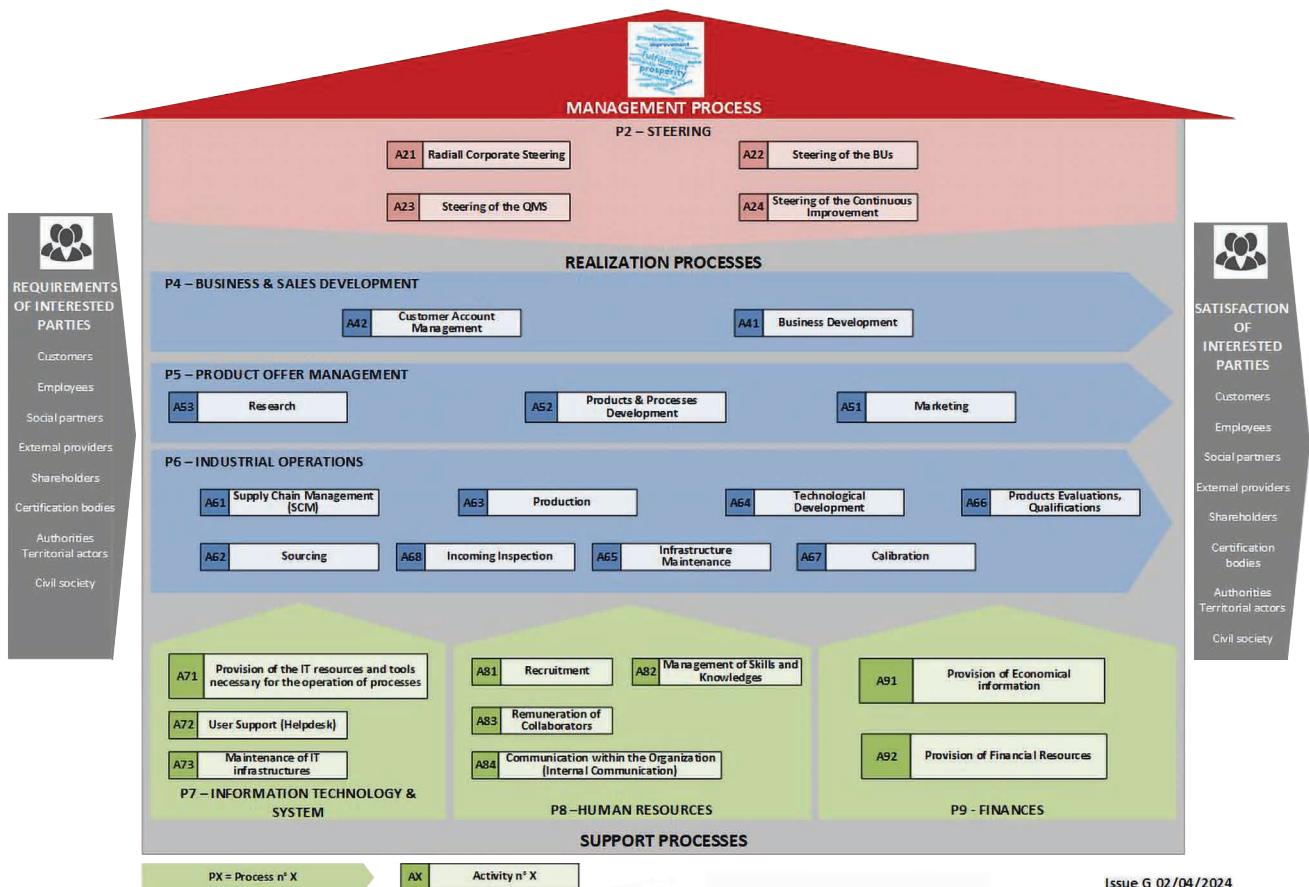 improvement
fulfillment
prosperity
MANAGEMENT PROCESS
P2 – STEERING
A21 Radiall Corporate Steering
A22 Steering of the BUs
A23 Steering of the QMS
A24 Steering of the Continuous
Improvement
REQUIREMENTS
OF INTERESTED
PARTIES
Customers
Employees
Social partners
External providers
Shareholders
Certification bodies
Authorities
Territorial actors
Civil society
REALIZATION PROCESSES
P4 – BUSINESS & SALES DEVELOPMENT
A42 Customer Account
Management
A41 Business Development
P5 – PRODUCT OFFER MANAGEMENT
A53 Research
A52 Products & Processes
Development
A51 Marketing
P6 – INDUSTRIAL OPERATIONS
A61 Supply Chain Management
(SCM)
A63 Production
A64 Technological
Development
A66 Products Evaluations,
Qualifications
A62 Sourcing
A68 Incoming Inspection
A65 Infrastructure
Maintenance
A67 Calibration
SATISFACTION
OF
INTERESTED
PARTIES
Customers
Employees
Social partners
External providers
Shareholders
Certification
bodies
Authorities
Territorial actors
Civil society
A71 Provision of the IT resources and tools
necessary for the operation of processes
A72 User Support (Helpdesk)
A73 Maintenance of IT
infrastructures
P7 – INFORMATION TECHNOLOGY &
SYSTEM
A81 Recruitment
A82 Management of Skills and
Knowledges
A83 Remuneration of
Collaborators
A84 Communication within the Organization
(Internal Communication)
P8 –HUMAN RESOURCES
A91 Provision of Economical
information
A92 Provision of Financial Resources
P9 - FINANCES
SUPPORT PROCESSES
PX = Process n° X
AX Activity n° X
Issue G 02/04/2024